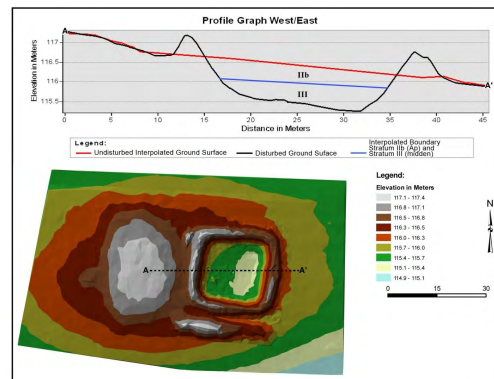 Profile Graph West/East
A
117
116.5
116
115.5
Elevation in Meters
IIb
III
A'
0 5 10 15 20 25 30 35 40 45
Distance in Meters
Legend:
Undisturbed Interpolated Ground Surface
Disturbed Ground Suface
Interpolated Boundary
Stratum IIb (Ap) and
Stratum III (midden)
A A'
Legend:
Elevation in Meters
117.1 - 117.4
116.8 - 117.1
116.5 - 116.8
116.3 - 116.5
116.0 - 116.3
115.7 - 116.0
115.4 - 115.7
115.1 - 115.4
114.9 - 115.1
N
0 15 30